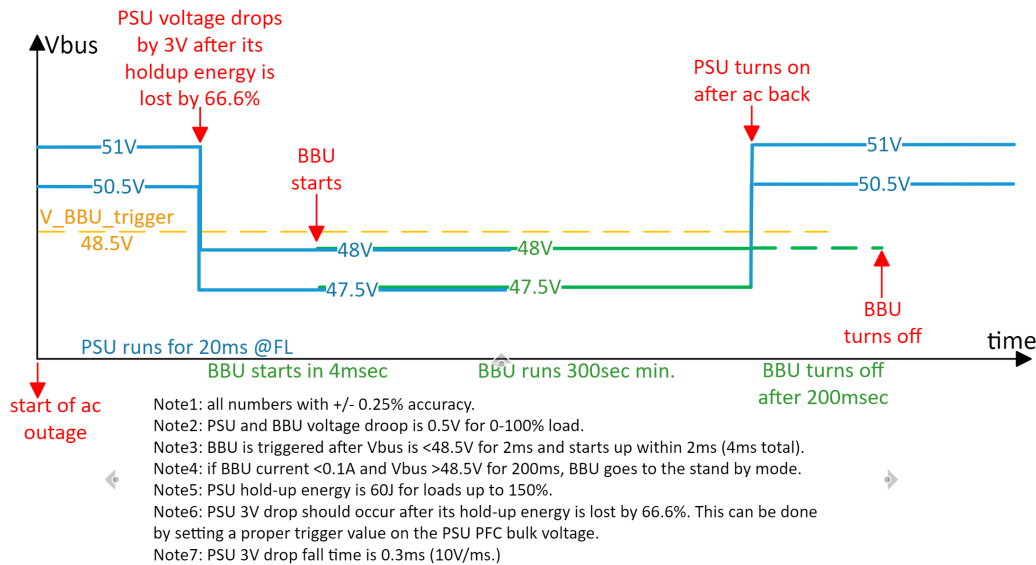 PSU voltage drops
by 3V after its
holdup energy is
lost by 66.6%
Vbus
PSU turns on
after ac back
51V
51V
BBU
starts
50.5V
50.5V
V_BBU_trigger
48.5V
48V
48V
47.5V
47.5V
BBU
turns off
PSU runs for 20ms @FL
time
BBU starts in 4msec
BBU runs 300sec min.
BBU turns off
after 200msec
start of ac
outage
Note1: all numbers with +/- 0.25% accuracy.
Note2: PSU and BBU voltage droop is 0.5V for 0-100% load.
Note3: BBU is triggered after Vbus is <48.5V for 2ms and starts up within 2ms (4ms total).
Note4: if BBU current <0.1A and Vbus >48.5V for 200ms, BBU goes to the stand by mode.
Note5: PSU hold-up energy is 60J for loads up to 150%.
Note6: PSU 3V drop should occur after its hold-up energy is lost by 66.6%. This can be done
by setting a proper trigger value on the PSU PFC bulk voltage.
Note7: PSU 3V drop fall time is 0.3ms (10V/ms.)